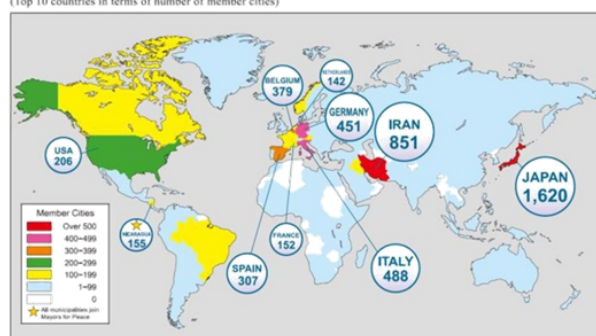 (Top 10 countries in terms of number of member cities)
BELGIUM
379
NETHERLANDS
142
GERMANY
451
IRAN
851
USA
206
JAPAN
1,620
NICARAGUA
155
FRANCE
152
SPAIN
307
ITALY
488
Member Cities
Over 500
400~499
300~399
200~299
100~199
1~99
0
All municipalities join
Mayors for Peace